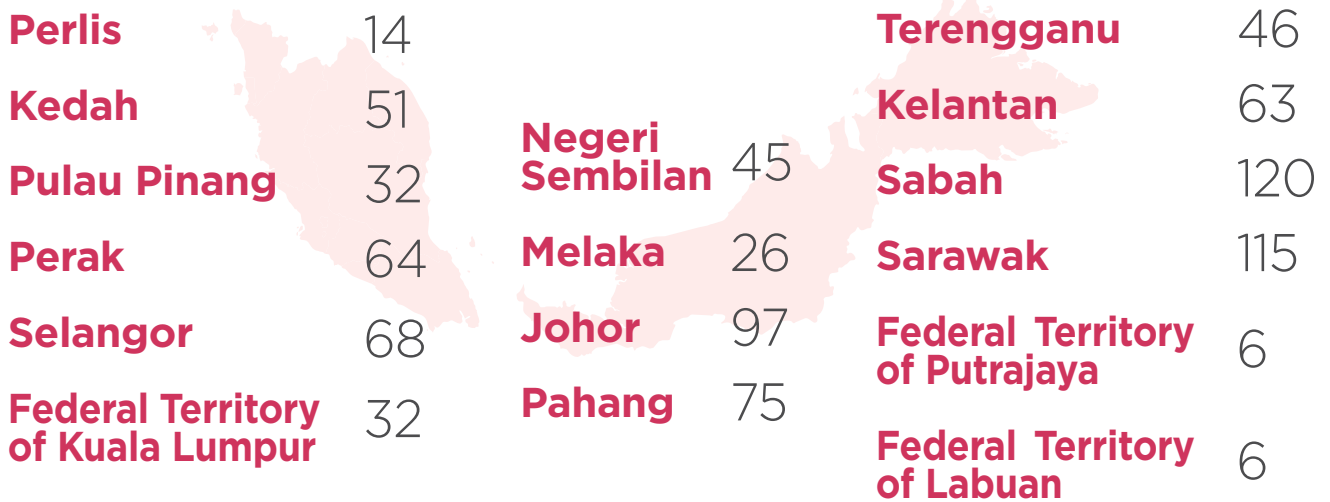 Perlis 14
Kedah 51
Pulau Pinang 32
Perak 64
Selangor 68
Federal Territory
of Kuala Lumpur 32
Negeri
Sembilan 45
Melaka 26
Johor 97
Pahang 75
Terengganu 46
Kelantan 63
Sabah 120
Sarawak 115
Federal Territory
of Putrajaya 6
Federal Territory
of Labuan 6